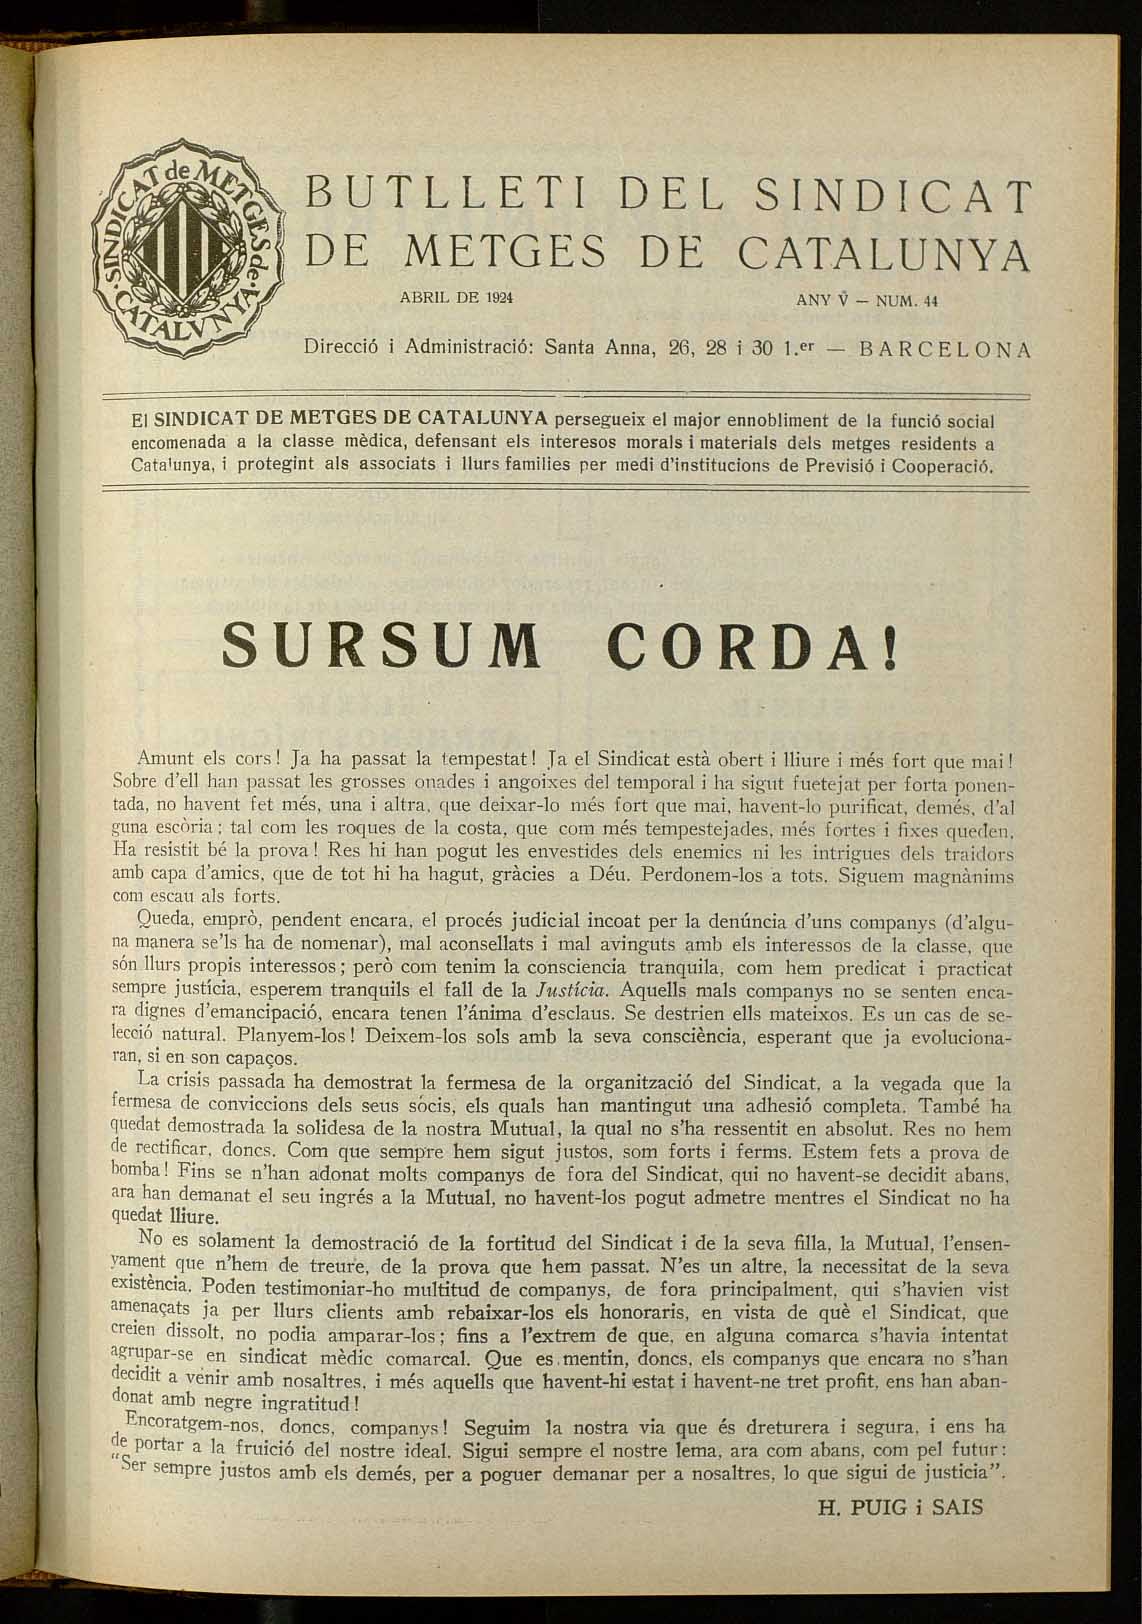 SINDICAT de METGES de CATALVNYA
BUTLLETI DEL SINDICAT
DE METGES DE CATALUNYA
ABRIL DE 1924
ANY V — NUM. 44
Direcció i Administració: Santa Anna, 26, 28 i 30 1.er — BARCELONA
El SINDICAT DE METGES DE CATALUNYA persegueix el major ennobliment de la funció social
encomenada a la classe mèdica, defensant els interesos morals i materials dels metges residents a
Catalunya, i protegint als associats i llurs families per medi d'institucions de Previsió i Cooperació.
SURSUM CORDA!
Amunt els cors! Ja ha passat la tempestat! Ja el Sindicat està obert i lliure i més fort que mai!
Sobre d'ell han passat les grosses onades i angoixes del temporal i ha sigut fuetejat per forta ponen-
tada, no havent fet més, una i altra, que deixar-lo més fort que mai, havent-lo purificat, demés, d'al
guna escòria; tal com les roques de la costa, que com més tempestejades, més fortes i fixes queden.
Ha resistit bé la prova! Res hi han pogut les envestides dels enemics ni les intrigues dels traidors
amb capa d'amics, que de tot hi ha hagut, gràcies a Déu. Perdonem-los a tots. Siguem magnànims
com escau als forts.
Queda, emprò, pendent encara, el procés judicial incoat per la denúncia d'uns companys (d'algu-
na manera se'ls ha de nomenar), mal aconsellats i mal avinguts amb els interessos de la classe, que
són llurs propis interessos; però com tenim la consciencia tranquila, com hem predicat i practicat
sempre justícia, esperem tranquils el fall de la Justícia. Aquells mals companys no se senten enca-
ra dignes d'emancipació, encara tenen l'ánima d'esclaus. Se destrien ells mateixos. Es un cas de se-
lecció natural. Planyem-los! Deixem-los sols amb la seva consciència, esperant que ja evoluciona-
ran, si en son capaços.
La crisis passada ha demostrat la fermesa de la organització del Sindicat, a la vegada que la
fermesa de conviccions dels seus sócis, els quals han mantingut una adhesió completa. També ha
quedat demostrada la solidesa de la nostra Mutual, la qual no s'ha ressentit en absolut. Res no hem
de rectificar, doncs. Com que sempre hem sigut justos, som forts i ferms. Estem fets a prova de
bomba! Fins se n'han adonat molts companys de fora del Sindicat, qui no havent-se decidit abans,
ara han demanat el seu ingrés a la Mutual, no havent-los pogut admetre mentres el Sindicat no ha
quedat lliure.
No es solament la demostració de la fortitud del Sindicat i de la seva filla, la Mutual, l'ensen-
yament que n'hem de treure, de la prova que hem passat. N'es un altre, la necessitat de la seva
existència. Poden testimoniar-ho multitud de companys, de fora principalment, qui s'havien vist
amenaçats ja per llurs clients amb rebaixar-los els honoraris, en vista de què el Sindicat, que
creien dissolt, no podia amparar-los; fins a l'extrem de que, en alguna comarca s'havia intentat
agrupar-se en sindicat mèdic comarcal. Que es mentin, doncs, els companys que encara no s'han
decidit a venir amb nosaltres, i més aquells que havent-hi estat i havent-ne tret profit, ens han aban-
donat amb negre ingratitud!
Encoratgem-nos, doncs, companys! Seguim la nostra via que és dreturera i segura, i ens ha
de portar a la fruició del nostre ideal. Sigui sempre el nostre lema, ara com abans, com pel futur:
"Ser sempre justos amb els demés, per a poguer demanar per a nosaltres, lo que sigui de justicia".
H. PUIG i SAIS